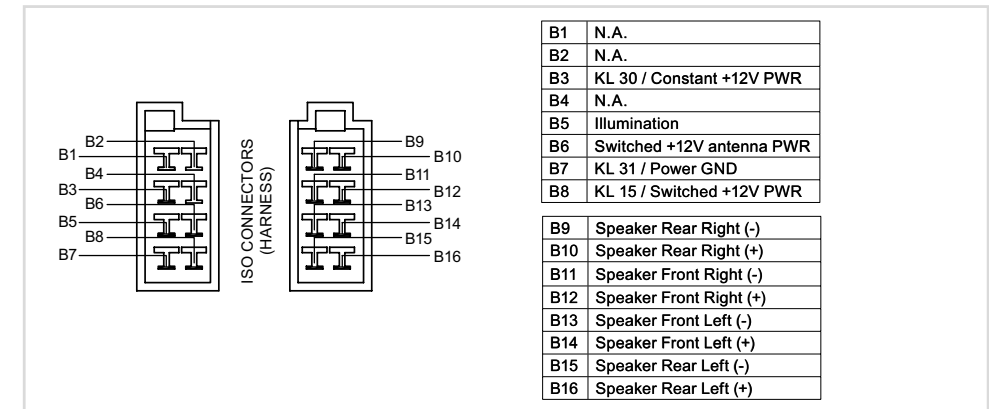 B2
B1
B4
B3
B6
B5
B8
B7
ISO CONNECTORS
(HARNESS)
B9
B10
B11
B12
B13
B14
B15
B16
B1 N.A.
B2 N.A.
B3 KL 30 / Constant +12V PWR
B4 N.A.
B5 Illumination
B6 Switched +12V antenna PWR
B7 KL 31 / Power GND
B8 KL 15 / Switched +12V PWR
B9 Speaker Rear Right (-)
B10 Speaker Rear Right (+)
B11 Speaker Front Right (-)
B12 Speaker Front Right (+)
B13 Speaker Front Left (-)
B14 Speaker Front Left (+)
B15 Speaker Rear Left (-)
B16 Speaker Rear Left (+)